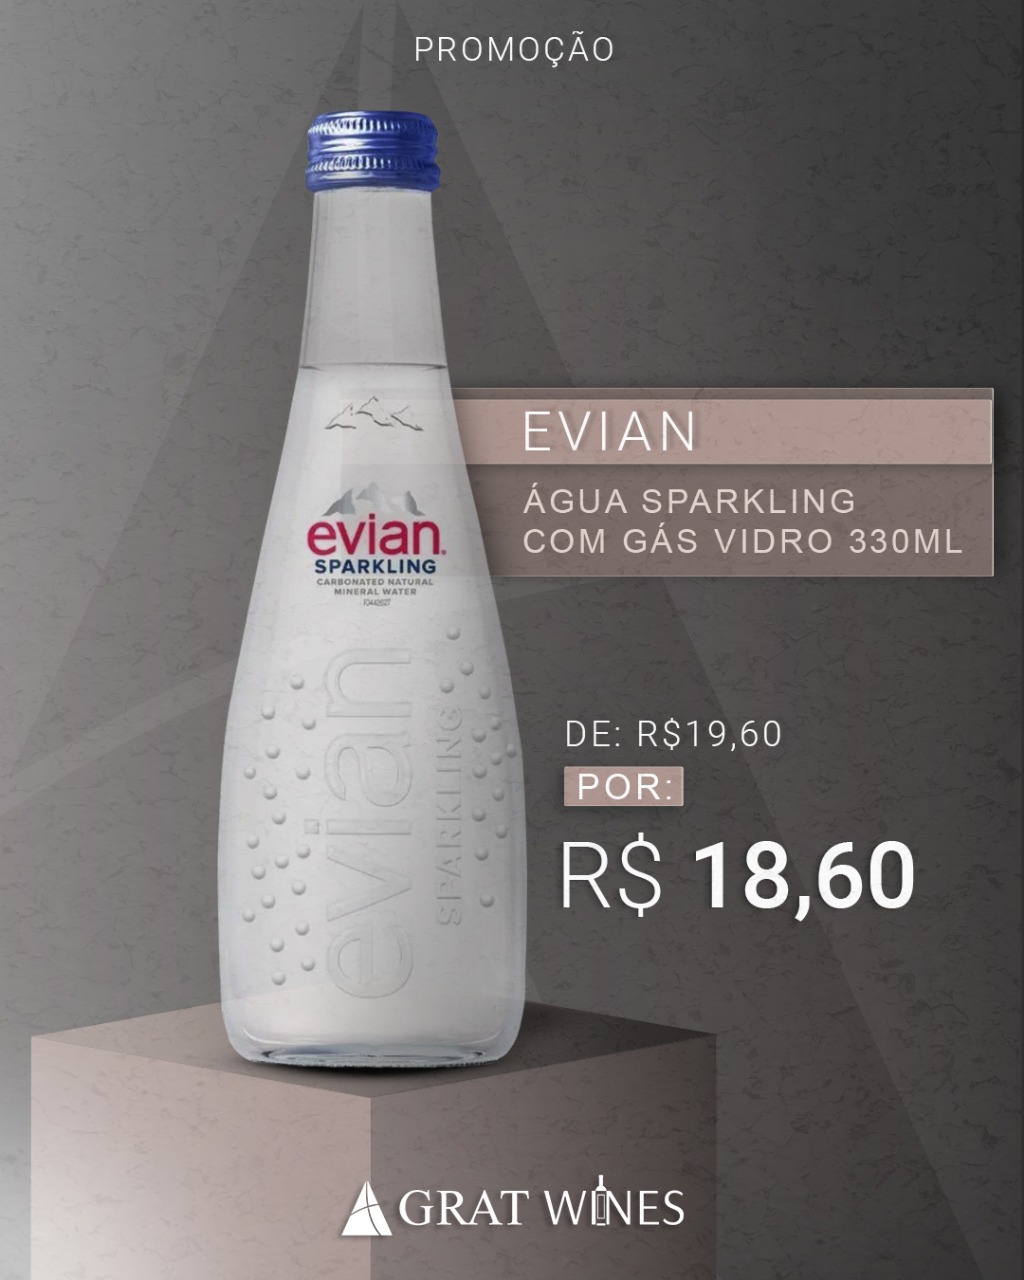 PROMOÇÃO
EVIAN
ÁGUA SPARKLING
COM GÁS VIDRO 330ML
evian.
SPARKLING
CARBONATED NATURAL
MINERAL WATER
evian
SPARKLING
DE: R$19,60
POR:
R$ 18,60
GRAT WINES